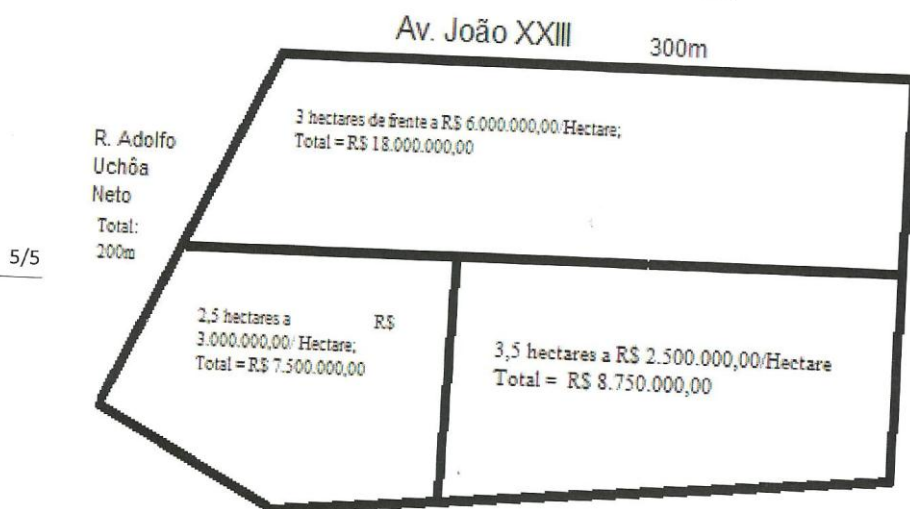 Av. João XXIII
300m
3 hectares de frente a R$ 6.000.000,00/Hectare;
Total = R$ 18.000.000,00
R. Adolfo
Uchôa
Neto
Total:
200m
5/5
2,5 hectares a R$
3.000.000,00/ Hectare;
Total = R$ 7.500.000,00
3,5 hectares a R$ 2.500.000,00/Hectare
Total = R$ 8.750.000,00